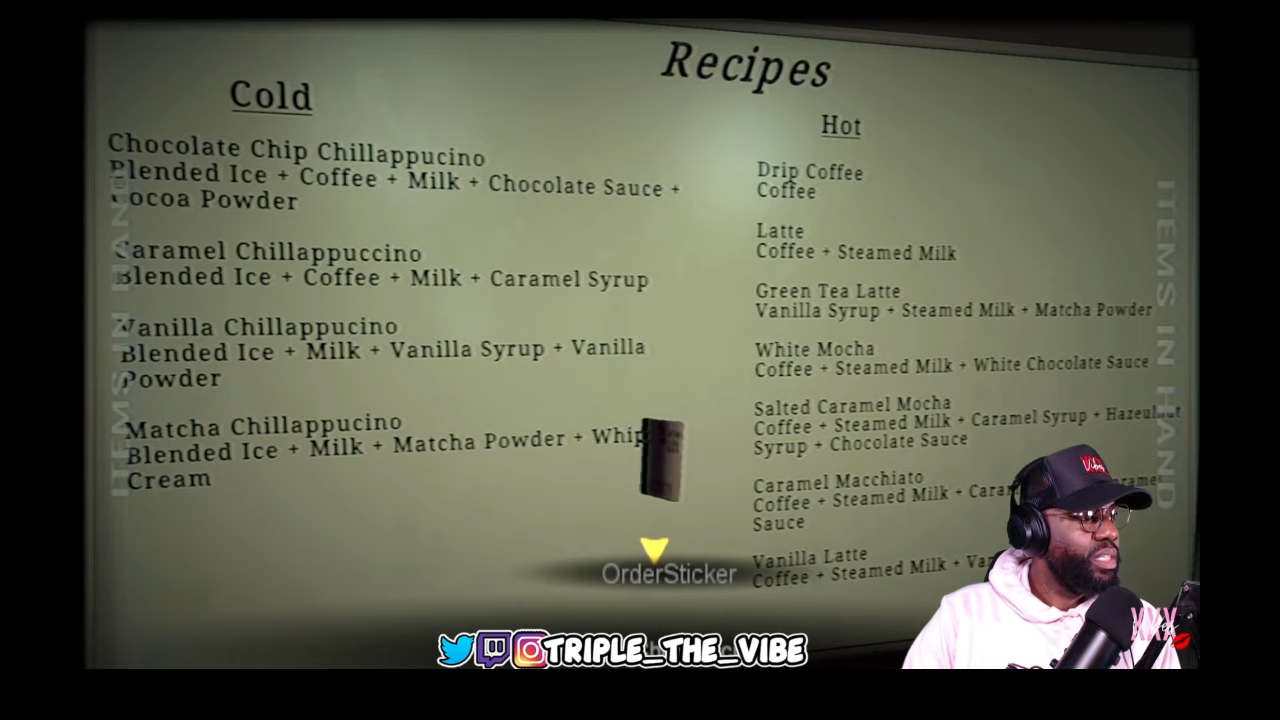 Recipes
Cold
Chocolate Chip Chillappucino
Blended Ice + Coffee + Milk + Chocolate Sauce +
Cocoa Powder
Caramel Chillappuccino
Blended Ice + Coffee + Milk + Caramel Syrup
Vanilla Chillappucino
Blended Ice + Milk + Vanilla Syrup + Vanilla
Powder
Matcha Chillappucino
Blended Ice + Milk + Matcha Powder + Whip
Cream
Hot
Drip Coffee
Coffee
Latte
Coffee + Steamed Milk
Green Tea Latte
Vanilla Syrup + Steamed Milk + Matcha Powder
White Mocha
Coffee + Steamed Milk + White Chocolate Sauce
Salted Caramel Mocha
Coffee + Steamed Milk + Caramel Syrup + Hazelnut
Syrup + Chocolate Sauce
Caramel Macchiato
Coffee + Steamed Milk +
Sauce
Vanilla Latte
Coffee + Steamed Milk +
ITEMS IN HAND
ITEMS IN HAND
OrderSticker
TRIPLE_THE_VIBE
XXX